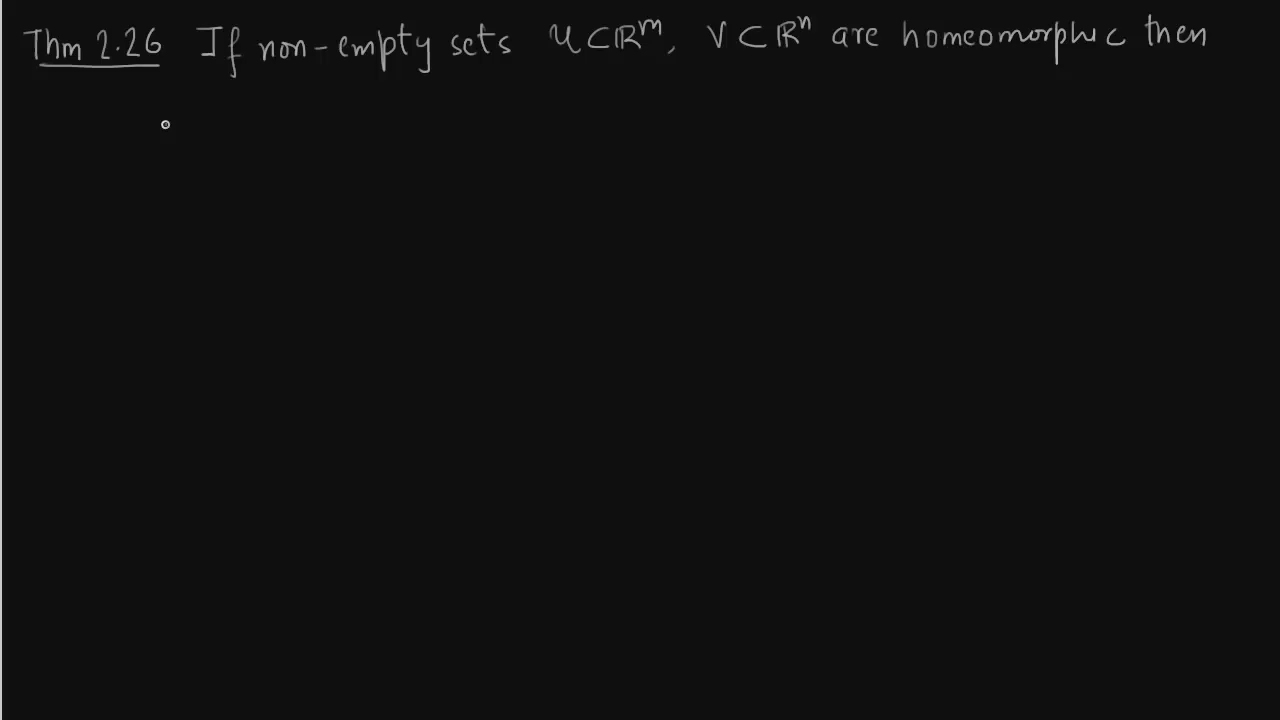 Thm 2.26 If non-empty sets U ⊂ ℝᵐ, V ⊂ ℝⁿ are homeomorphic then